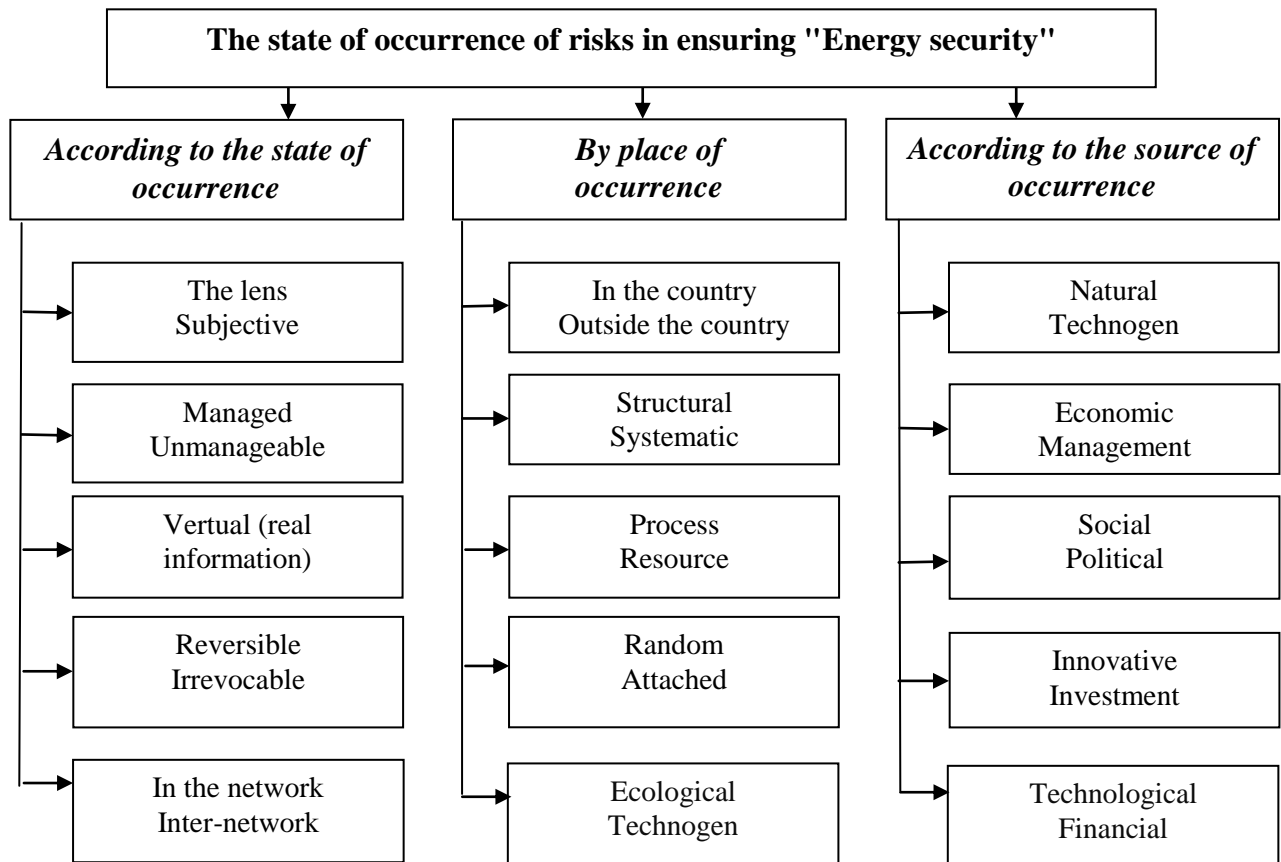 The state of occurrence of risks in ensuring "Energy security"
According to the state of
occurrence
The lens
Subjective
Managed
Unmanageable
Vertual (real
information)
Reversible
Irrevocable
In the network
Inter-network
By place of
occurrence
In the country
Outside the country
Structural
Systematic
Process
Resource
Random
Attached
Ecological
Technogen
According to the source of
occurrence
Natural
Technogen
Economic
Management
Social
Political
Innovative
Investment
Technological
Financial